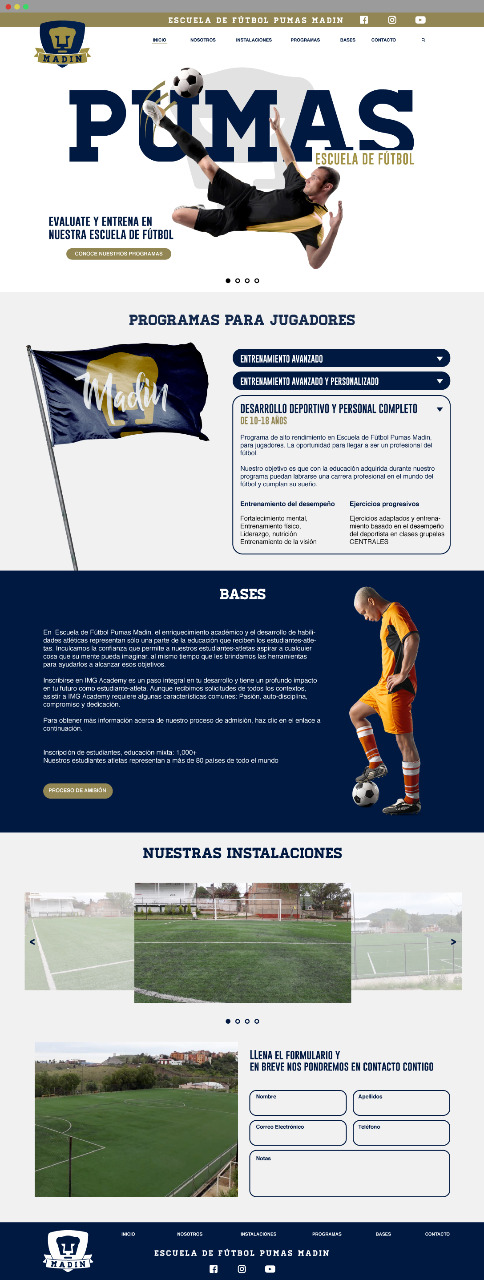 ESCUELA DE FÚTBOL PUMAS MADIN
MADIN
INICIO NOSOTROS INSTALACIONES PROGRAMAS BASES CONTACTO
PUMAS
ESCUELA DE FÚTBOL
EVALUATE Y ENTRENA EN
NUESTRA ESCUELA DE FÚTBOL
CONOCE NUESTROS PROGRAMAS
PROGRAMAS PARA JUGADORES
Madin
ENTRENAMIENTO AVANZADO
ENTRENAMIENTO AVANZADO Y PERSONALIZADO
DESARROLLO DEPORTIVO Y PERSONAL COMPLETO
DE 10-18 AÑOS
Programa de alto rendimiento en Escuela de Fútbol Pumas Madin,
para jugadores. La oportunidad para llegar a ser un profesional del
fútbol
Nuestro objetivo es que con la educación adquirida durante nuestro
programa puedan labrarse una carrera profesional en el mundo del
fútbol y cumplan su sueño.
Entrenamiento del desempeño
Fortalecimiento mental,
Entrenamiento físico,
Liderazgo, nutrición
Entrenamiento de la visión
Ejercicios progresivos
Ejercicios adaplados y entrena-
miento basado en el desempeño
del deportista en clases grupales
CENTRALES
BASES
En Escuela de Fútbol Pumas Madin, el enriquecimiento académico y el desarrollo de habili-
dades atléticas representan sólo una parte de la educación que reciben los estudiantes-atle-
tas. Inculcamos la confianza que permite a nuestros estudiantes-atletas aspirar a cualquier
cosa que su mente pueda imaginar, al mismo tiempo que les brindamos las herramientas
para ayudarlos a alcanzar esos objetivos.
Inscribirse en IMG Academy es un paso integral en tu desarrollo y tiene un profundo impacto
en tu futuro como estudiante-atleta. Aunque recibimos solicitudes de todos los contextos,
asistir a IMG Academy requiere algunas características comunes: Pasión, auto-disciplina,
compromiso y dedicación.
Para obtener más información acerca de nuestro proceso de admisión, haz clic en el enlace a
continuación.
Inscripción de estudiantes, educación mixta: 1,000+
Nuestros estudiantes atletas representan a más de 80 países de todo el mundo
PROCESO DE AMISIÓN
NUESTRAS INSTALACIONES
< >
LLENA EL FORMULARIO Y
EN BREVE NOS PONDREMOS EN CONTACTO CONTIGO
Nombre Apellidos
Correo Electrónico Teléfono
Notas
INICIO NOSOTROS INSTALACIONES PROGRAMAS BASES CONTACTO
MADIN
ESCUELA DE FÚTBOL PUMAS MADIN